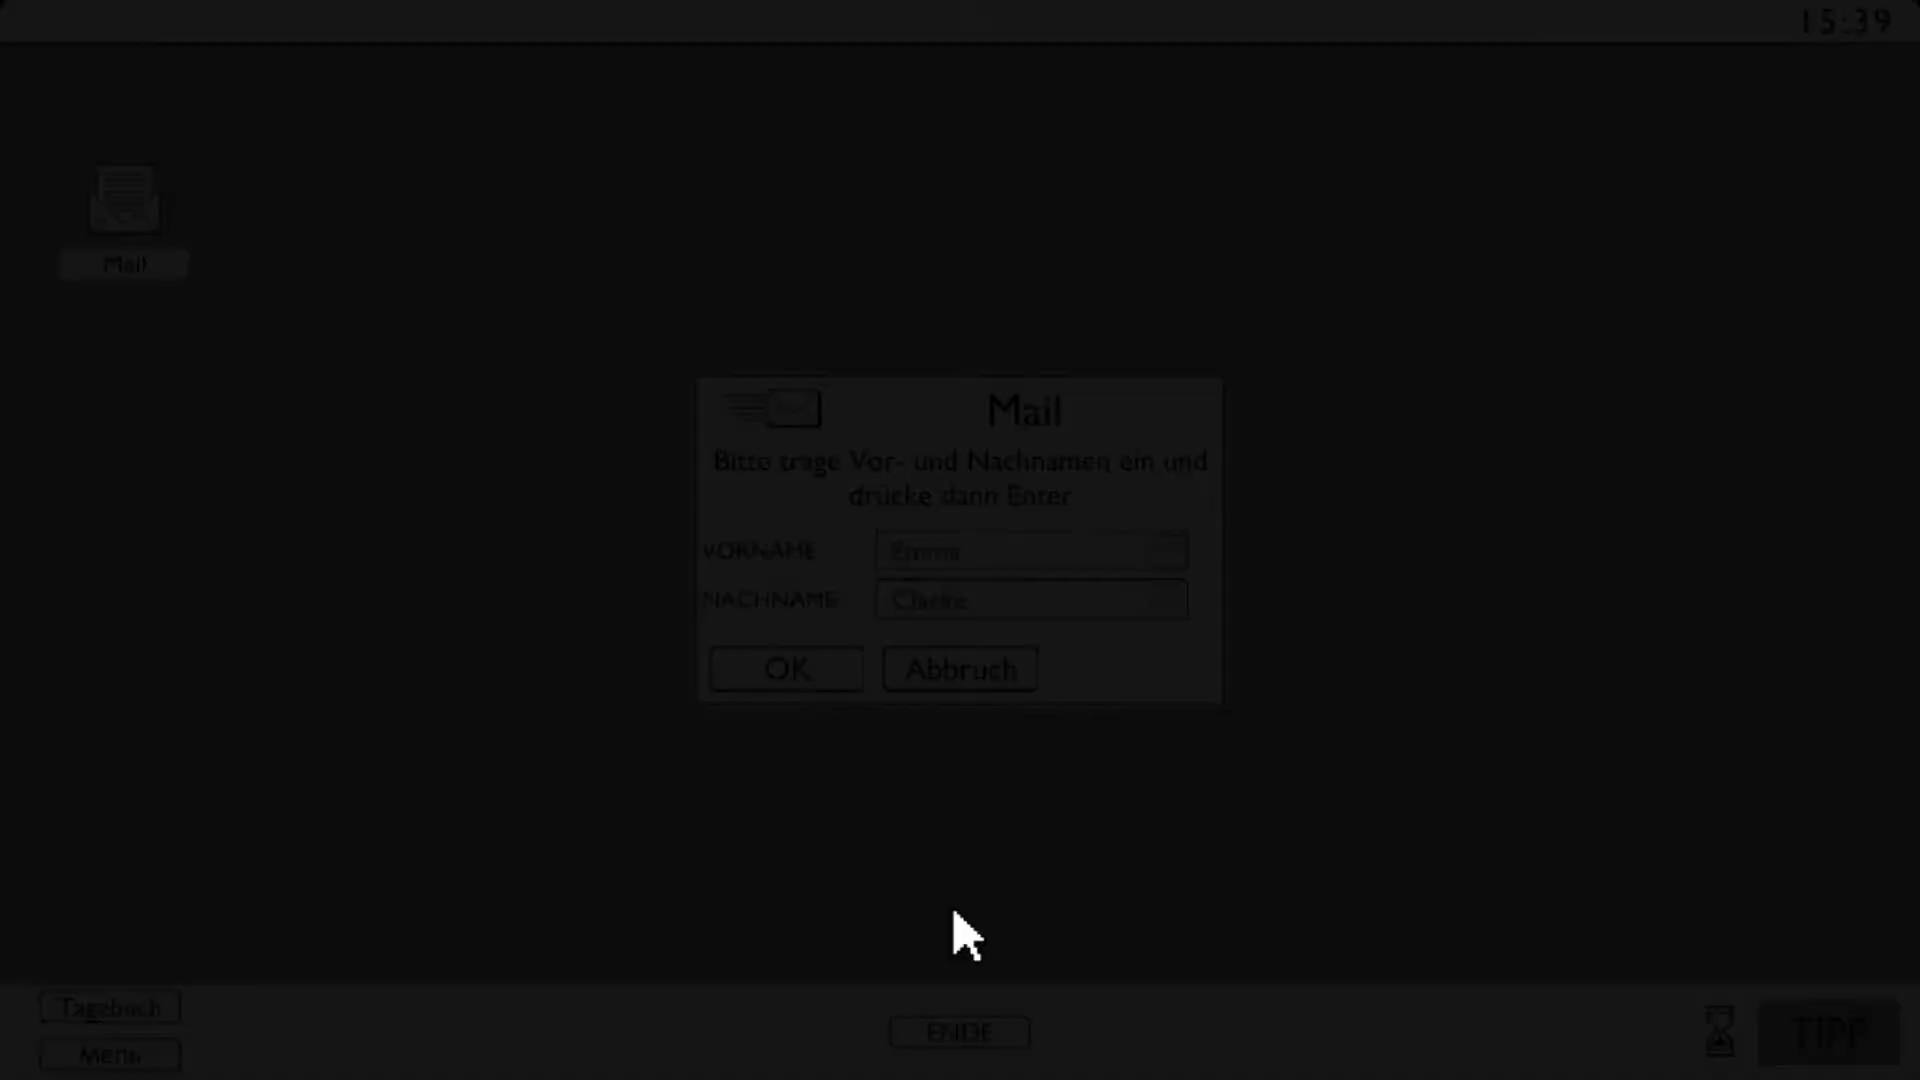 15:39
Mail
Mail
Bitte trage Vor- und Nachnamen ein und
drücke dann Enter
VORNAME
Emma
NACHNAME
Clarke
OK
Abbruch
Tagebuch
Menu
ENDE
TIPP